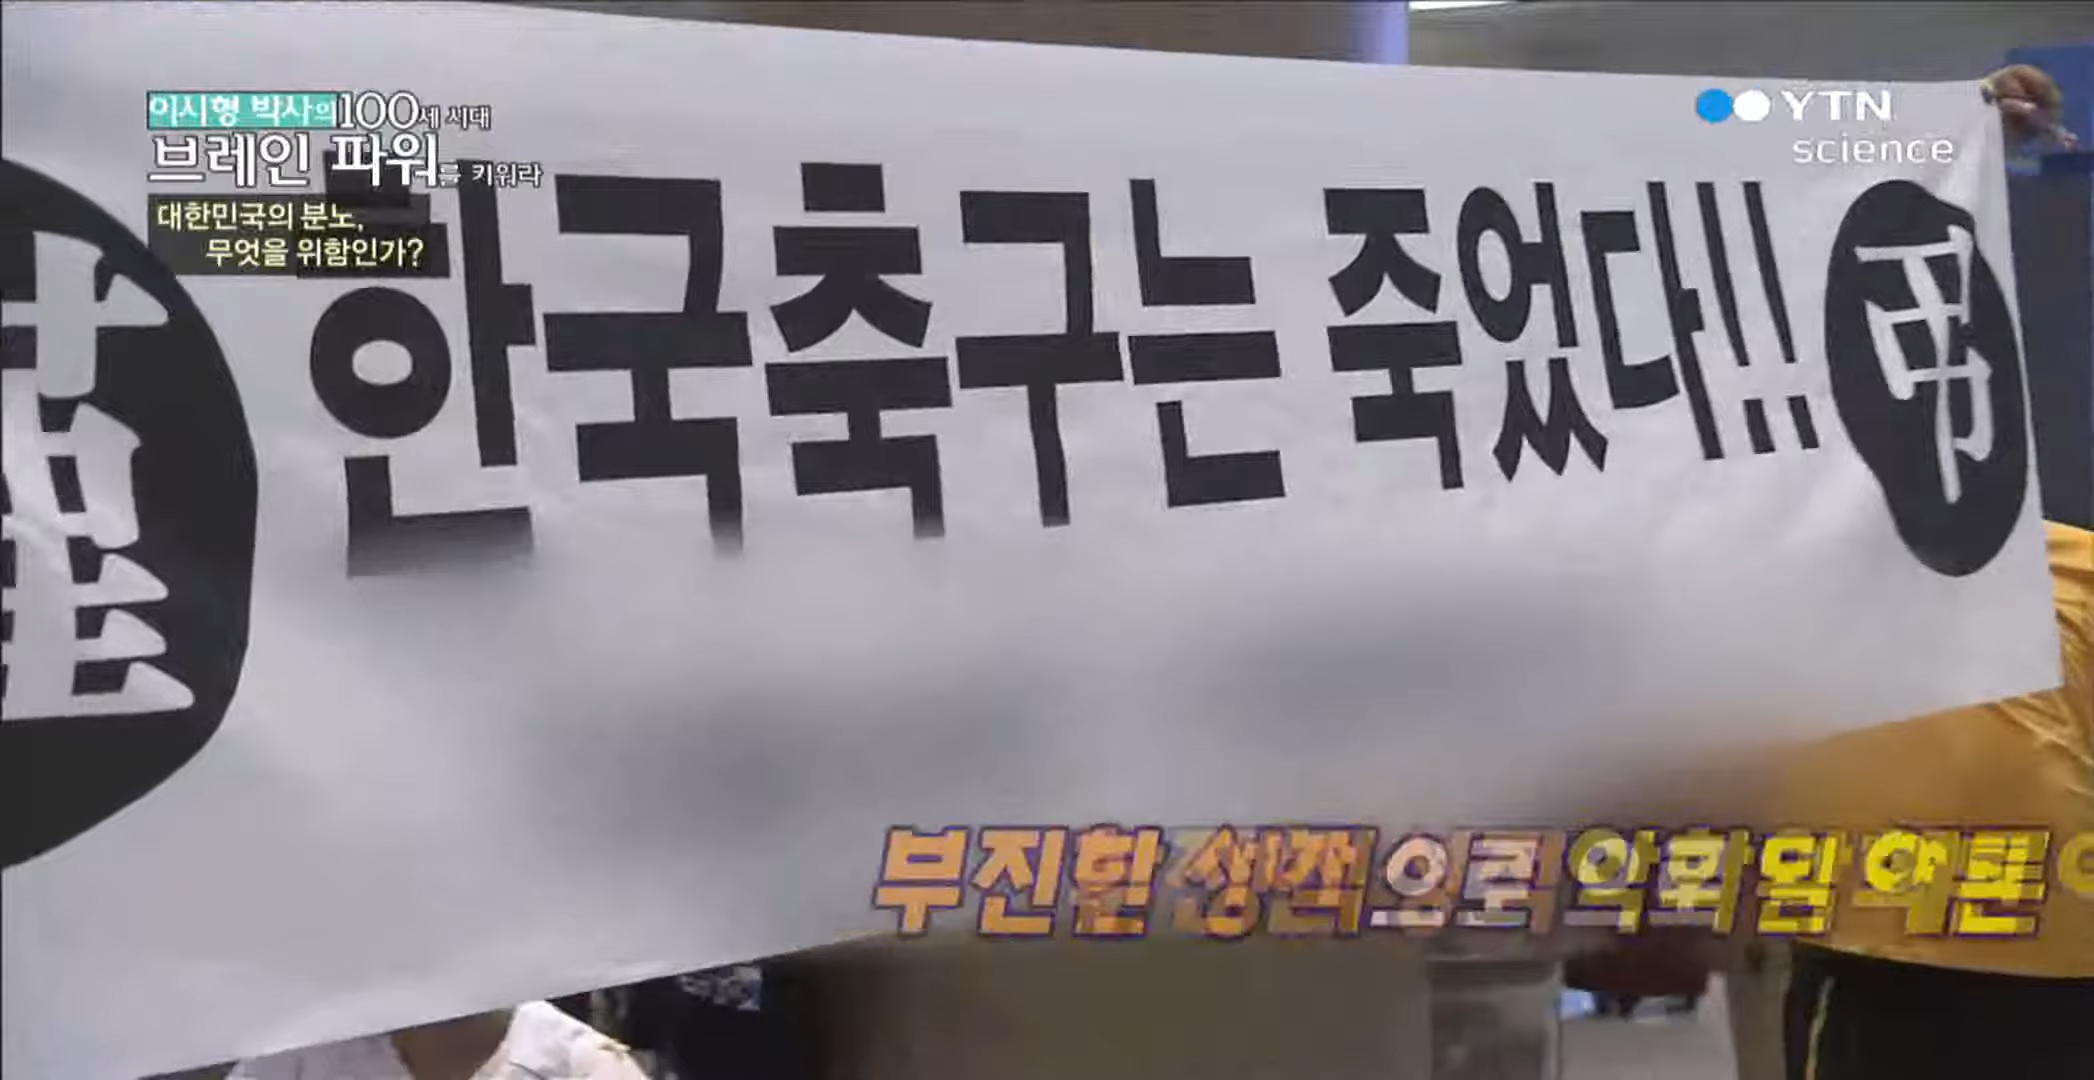 이시형 박사의 100세 시대
브레인 파워를 키워라
대한민국의 분노,
무엇을 위함인가?
YTN
science
한국축구는 죽었다!!
부진한 성적으로 악화된 여론